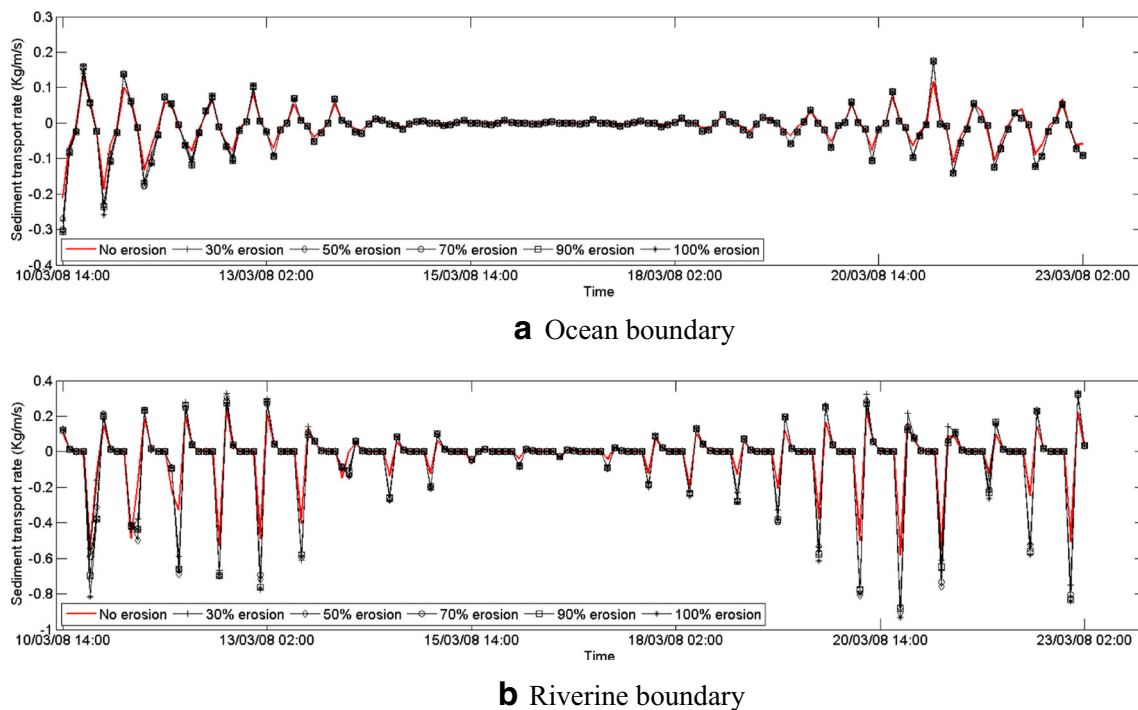 0.3
0.2
0.1
0
-0.1
-0.2
-0.3
-0.4
Sediment transport rate (Kg/m/s)
No erosion 30% erosion 50% erosion 70% erosion 90% erosion 100% erosion
10/03/08 14:00 13/03/08 02:00 15/03/08 14:00 18/03/08 02:00 20/03/08 14:00 23/03/08 02:00
Time
a Ocean boundary
0.4
0.2
0
-0.2
-0.4
-0.6
-0.8
-1
Sediment transport rate (Kg/m/s)
No erosion 30% erosion 50% erosion 70% erosion 90% erosion 100% erosion
10/03/08 14:00 13/03/08 02:00 15/03/08 14:00 18/03/08 02:00 20/03/08 14:00 23/03/08 02:00
Time
b Riverine boundary